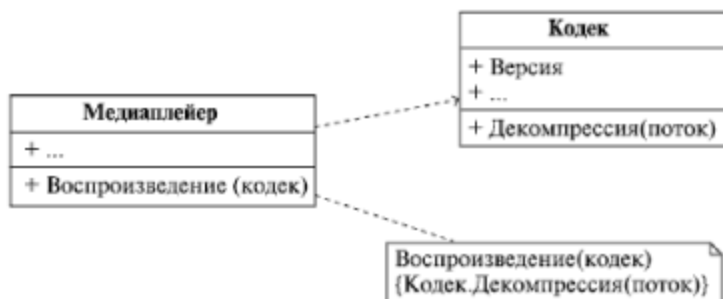 Кодек
+ Версия
+ ...
+ Декомпрессия(поток)
Медиаплейер
+ ...
+ Воспроизведение (кодек)
Воспроизведение(кодек)
{Кодек.Декомпрессия(поток)}